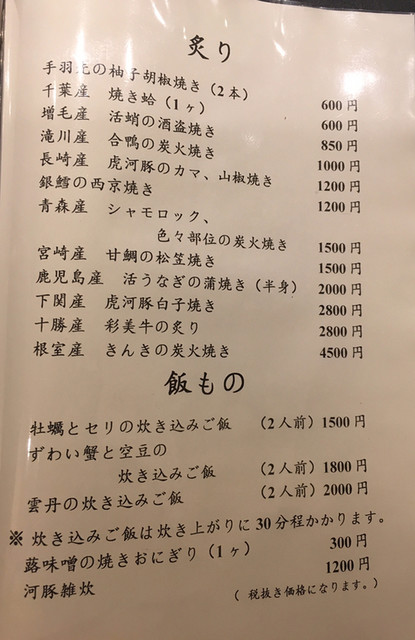 炙り
手羽先の柚子胡椒焼き（2本） 600円
千葉産 焼き蛤（1ヶ） 600円
増毛産 活蛸の酒盗焼き 850円
滝川産 合鴨の炭火焼き 1000円
長崎産 虎河豚のカマ、山椒焼き 1200円
銀鱈の西京焼き 1200円
青森産 シャモロック、
色々部位の炭火焼き 1500円
宮崎産 甘鯛の松笠焼き 1500円
鹿児島産 活うなぎの蒲焼き（半身） 2000円
下関産 虎河豚白子焼き 2800円
十勝産 彩美牛の炙り 2800円
根室産 きんきの炭火焼き 4500円
飯もの
牡蠣とセリの炊き込みご飯 （2人前）1500円
ずわい蟹と空豆の
炊き込みご飯 （2人前）1800円
雲丹の炊き込みご飯 （2人前）2000円
※ 炊き込みご飯は炊き上がりに30分程かかります。
蕗味噌の焼きおにぎり（1ヶ） 300円
河豚雑炊 1200円
（税抜き価格になります。）